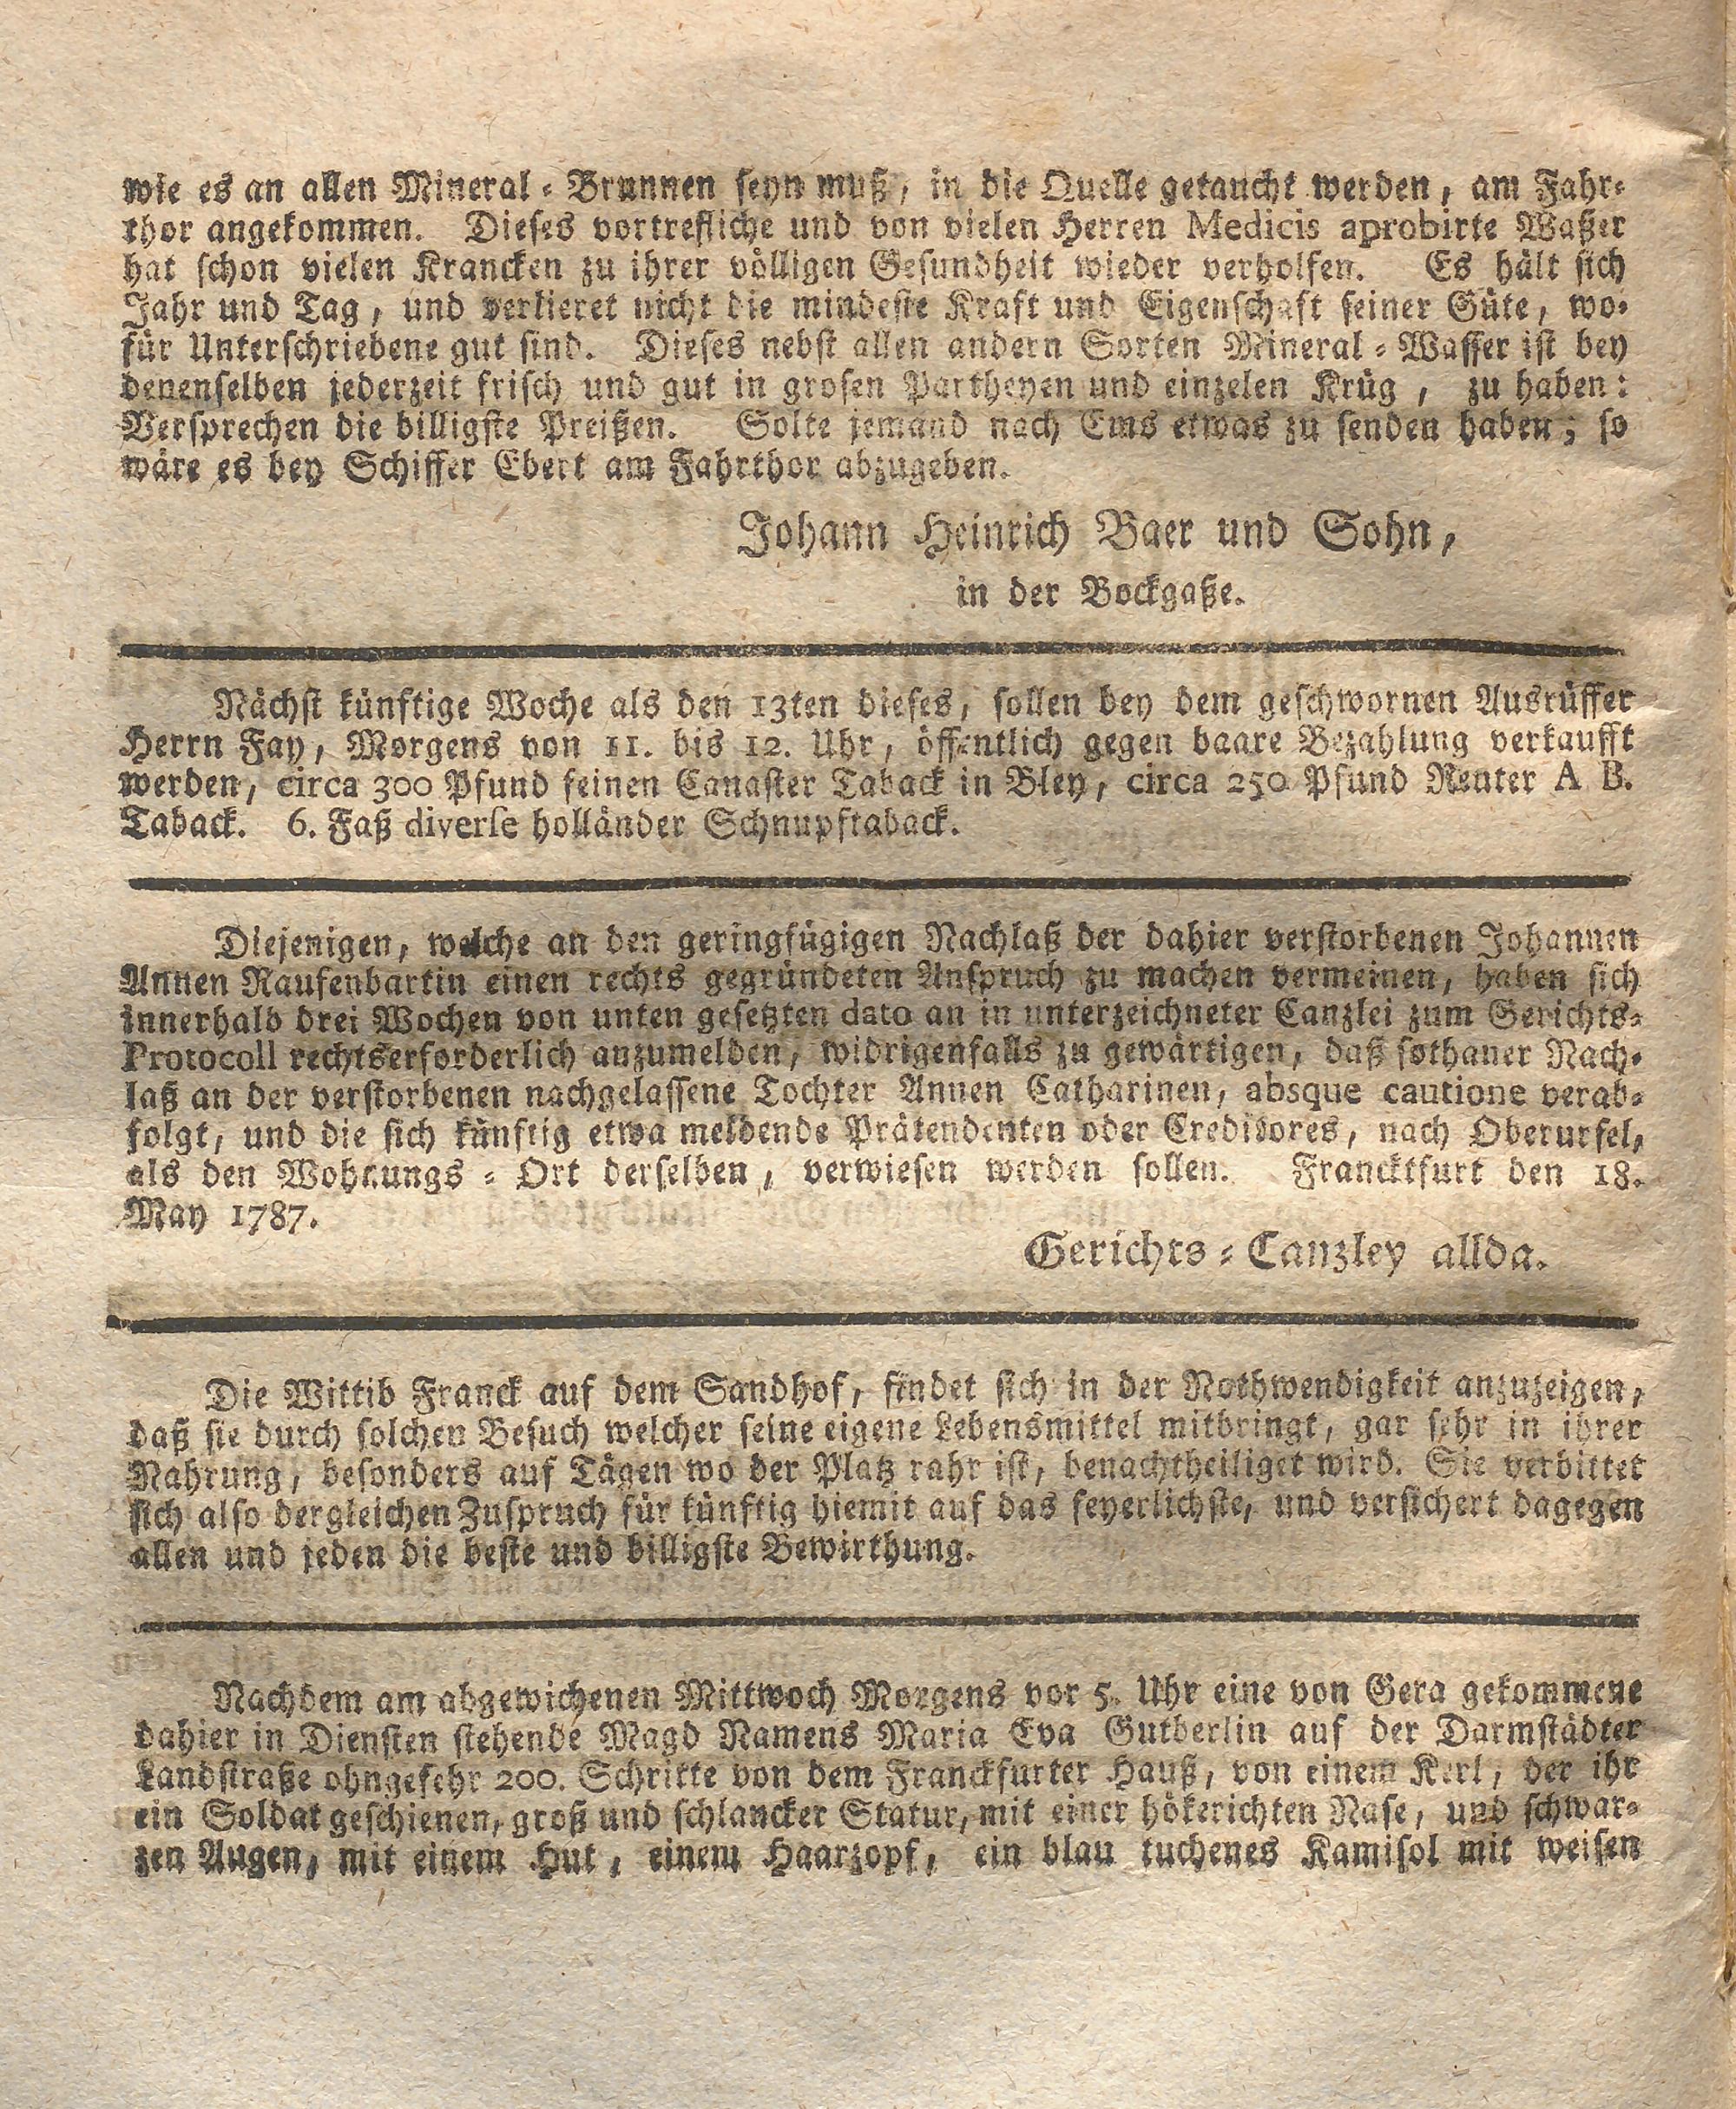 wie es an allen Mineral-Brunnen seyn muß, in die Quelle getaucht werden, am Fahr-
thor angekommen. Dieses vortrefliche und von vielen Herren Medicis aprobirte Waßer
hat schon vielen Krancken zu ihrer völligen Gesundheit wieder verholfen. Es hält sich
Jahr und Tag, und verlieret nicht die mindeste Kraft und Eigenschaft seiner Güte, wo-
für Unterschriebene gut sind. Dieses nebst allen andern Sorten Mineral-Wasser ist bey
denenselben jederzeit frisch und gut in grosen Partheyen und einzelen Krüg, zu haben:
Versprechen die billigste Preißen. Solte jemand nach Ems etwas zu senden haben; so
wäre es bey Schiffer Ebert am Fahrthor abzugeben.
Johann Heinrich Baer und Sohn,
in der Bockgaße.
Nächst künftige Woche als den 13ten dieses, sollen bey dem geschwornen Ausrüffer
Herrn Fay, Morgens von 11. bis 12. Uhr, öffentlich gegen baare Bezahlung verkaufft
werden, circa 300 Pfund feinen Canaster Taback in Bley, circa 250 Pfund Reuter A B.
Taback. 6. Faß diverse holländer Schnupftaback.
Diejenigen, welche an den geringfügigen Nachlaß der dahier verstorbenen Johannen
Annen Raufenbartin einen rechts gegründeten Anspruch zu machen vermeinen, haben sich
innerhalb drei Wochen von unten gesetzten dato an in unterzeichneter Canzlei zum Gerichts-
Protocoll rechtserforderlich anzumelden, widrigenfalls zu gewärtigen, daß sothaner Nach-
laß an der verstorbenen nachgelassene Tochter Annen Catharinen, absque cautione verab-
folgt, und die sich künftig etwa meldende Prätendenten oder Creditores, nach Oberursel,
als den Wohnungs-Ort derselben, verwiesen werden sollen. Francktfurt den 18.
May 1787.
Gerichts-Canzley allda.
Die Wittib Franck auf dem Sandhof, findet sich in der Nothwendigkeit anzuzeigen,
daß sie durch solchen Besuch welcher seine eigene Lebensmittel mitbringt, gar sehr in ihrer
Nahrung, besonders auf Tägen wo der Platz rahr ist, benachtheiliget wird. Sie verbittet
sich also dergleichen Zuspruch für künftig hiemit auf das feyerlichste, und versichert dagegen
allen und jeden die beste und billigste Bewirthung.
Nachdem am abgewichenen Mittwoch Morgens vor 5. Uhr eine von Gera gekommene
dahier in Diensten stehende Magd Namens Maria Eva Gutberlin auf der Darmstädter
Landstraße ohngefehr 200. Schritte von dem Franckfurter Hauß, von einem Kerl, der ihr
ein Soldat geschienen, groß und schlancker Statur, mit einer hökerichten Nase, und schwar-
zen Augen, mit einem Hut, einem Haarzopf, ein blau tuchenes Kamisol mit weisen